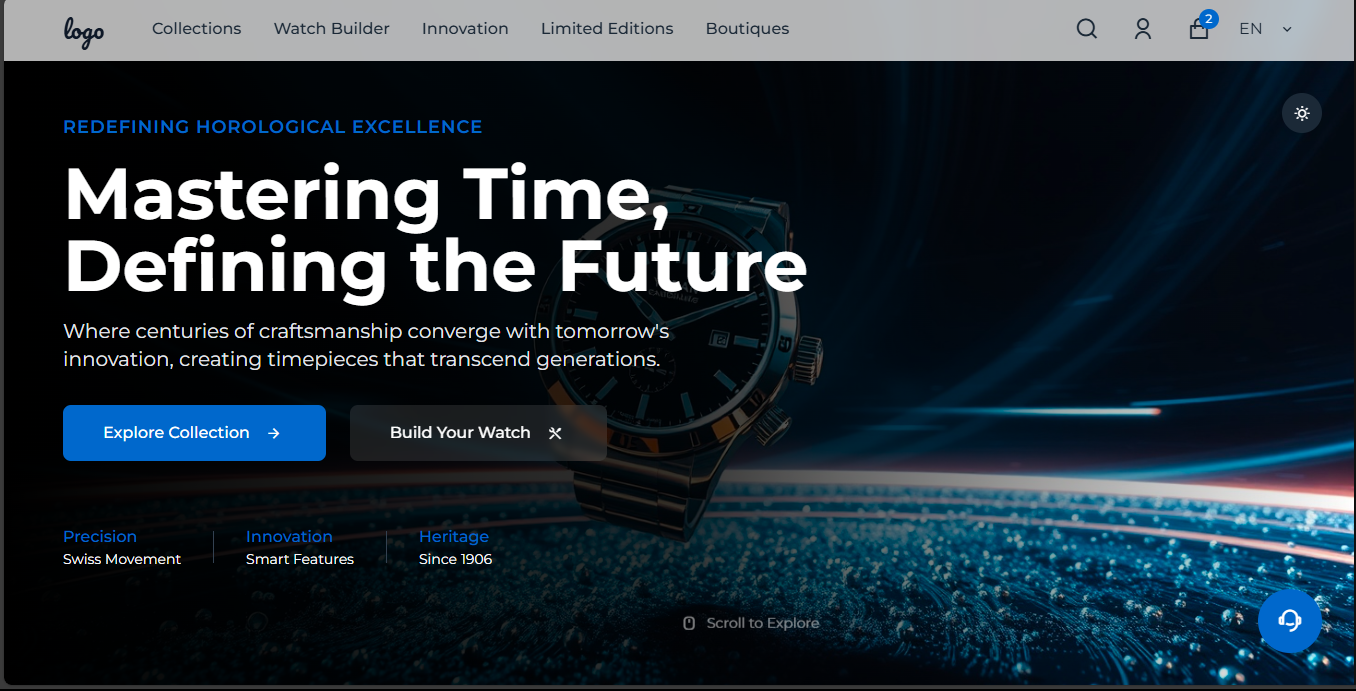 logo
Collections
Watch Builder
Innovation
Limited Editions
Boutiques
2
EN
REDEFINING HOROLOGICAL EXCELLENCE
Mastering Time,
Defining the Future
Where centuries of craftsmanship converge with tomorrow's
innovation, creating timepieces that transcend generations.
Explore Collection
Build Your Watch
Precision
Swiss Movement
Innovation
Smart Features
Heritage
Since 1906
Scroll to Explore